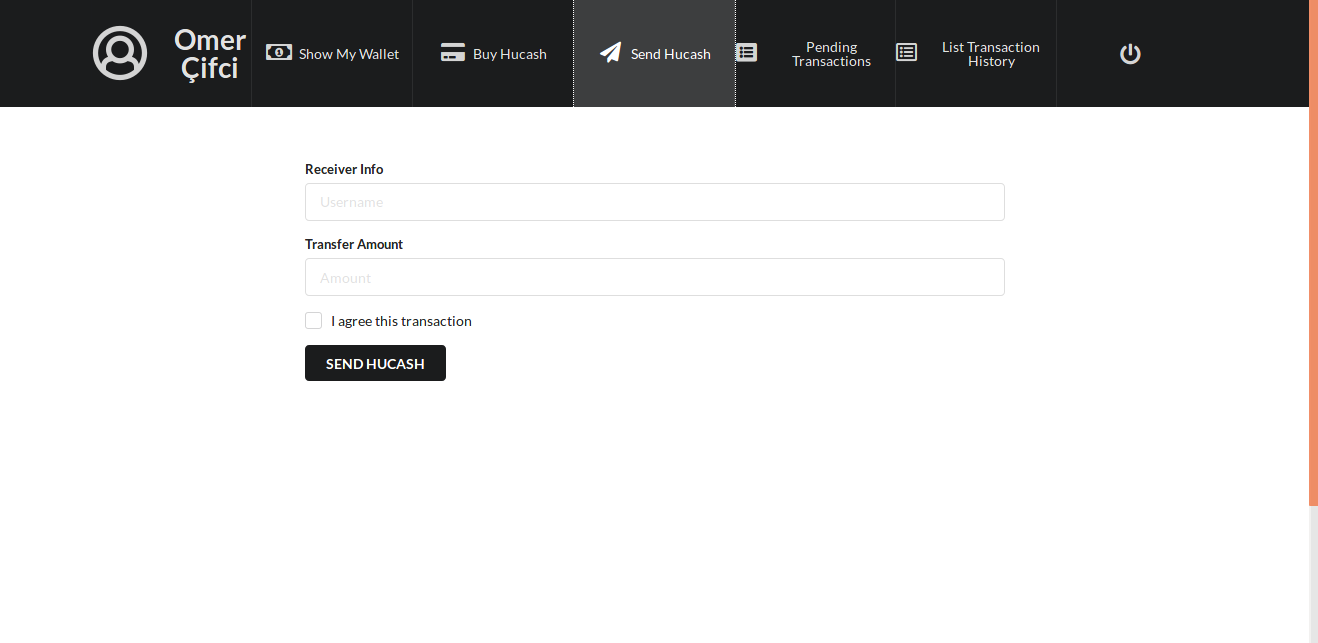 Omer
Çifci
Show My Wallet
Buy Hucash
Send Hucash
Pending
Transactions
List Transaction
History
Receiver Info
Username
Transfer Amount
Amount
I agree this transaction
SEND HUCASH